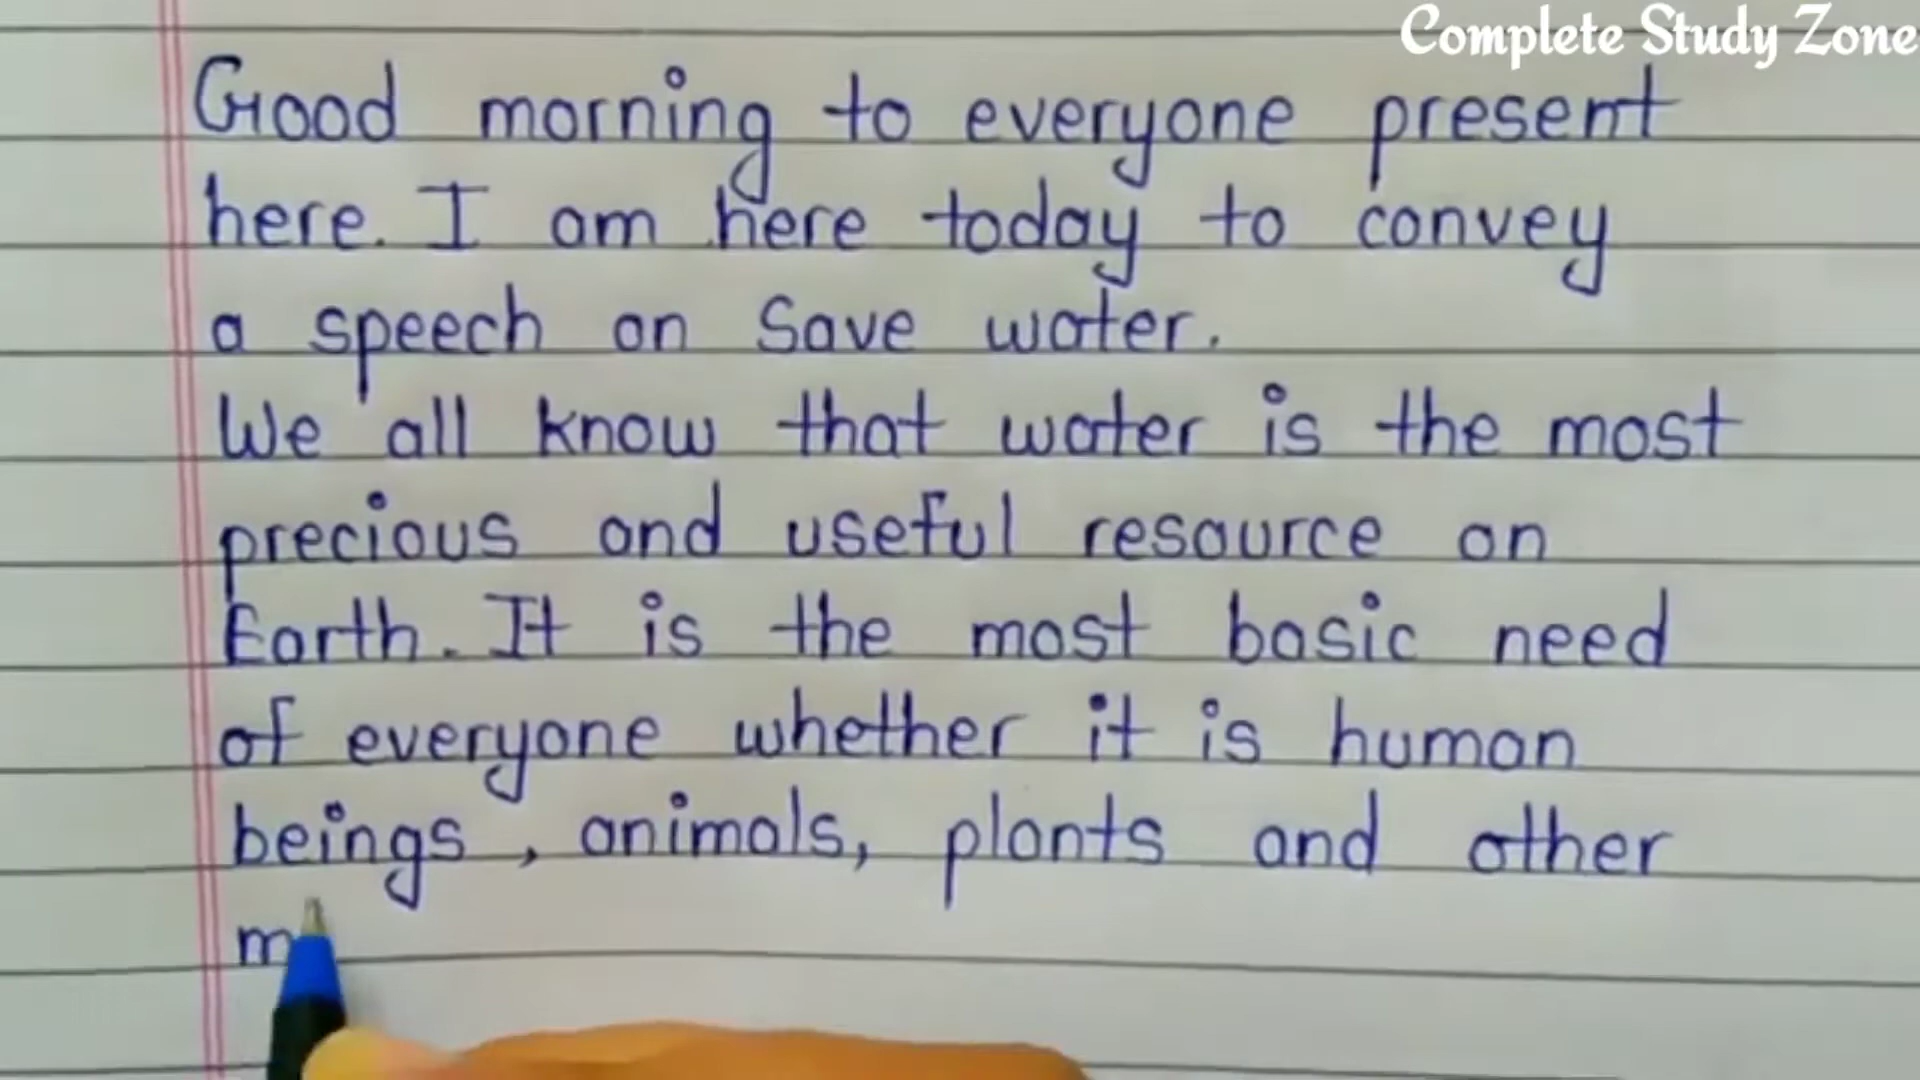 Complete Study Zone
Good morning to everyone present
here. I am here today to convey
a speech on Save water.
We all know that water is the most
precious and useful resource on
Earth. It is the most basic need
of everyone whether it is human
beings, animals, plants and other
m